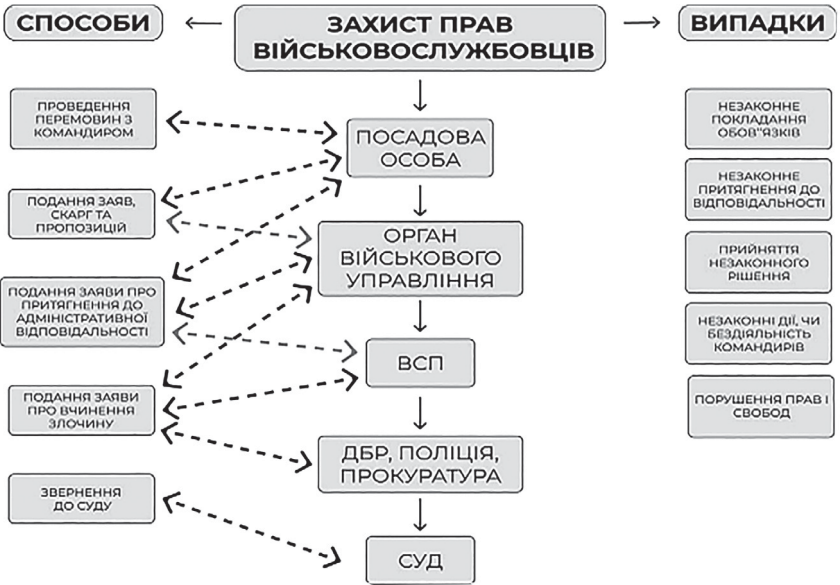 СПОСОБИ
ЗАХИСТ ПРАВ
ВІЙСЬКОВОСЛУЖБОВЦІВ
ВИПАДКИ
ПРОВЕДЕННЯ
ПЕРЕМОВИН З
КОМАНДИРОМ
ПОДАННЯ ЗАЯВ,
СКАРГ ТА
ПРОПОЗИЦІЙ
ПОДАННЯ ЗАЯВИ ПРО
ПРИТЯГНЕННЯ ДО
АДМІНІСТРАТИВНОЇ
ВІДПОВІДАЛЬНОСТІ
ПОДАННЯ ЗАЯВИ
ПРО ВЧИНЕННЯ
ЗЛОЧИНУ
ЗВЕРНЕННЯ
ДО СУДУ
ПОСАДОВА
ОСОБА
ОРГАН
ВІЙСЬКОВОГО
УПРАВЛІННЯ
ВСП
ДБР, ПОЛІЦІЯ,
ПРОКУРАТУРА
СУД
НЕЗАКОННЕ
ПОКЛАДАННЯ
ОБОВ"ЯЗКІВ
НЕЗАКОННЕ
ПРИТЯГНЕННЯ ДО
ВІДПОВІДАЛЬНОСТІ
ПРИЙНЯТТЯ
НЕЗАКОННОГО
РІШЕННЯ
НЕЗАКОННІ ДІЇ, ЧИ
БЕЗДІЯЛЬНІСТЬ
КОМАНДИРІВ
ПОРУШЕННЯ ПРАВ І
СВОБОД